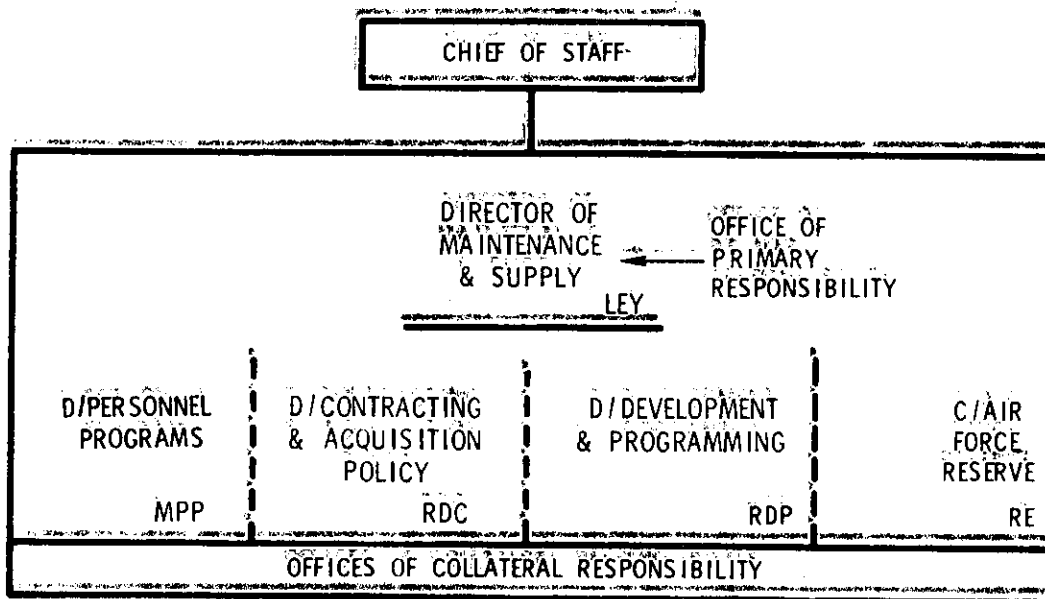 CHIEF OF STAFF
DIRECTOR OF
MAINTENANCE
& SUPPLY
LEY
OFFICE OF
PRIMARY
RESPONSIBILITY
D/PERSONNEL
PROGRAMS
MPP
D/CONTRACTING
& ACQUISITION
POLICY
RDC
D/DEVELOPMENT
& PROGRAMMING
RDP
C/AIR
FORCE
RESERVE
RE
OFFICES OF COLLATERAL RESPONSIBILITY